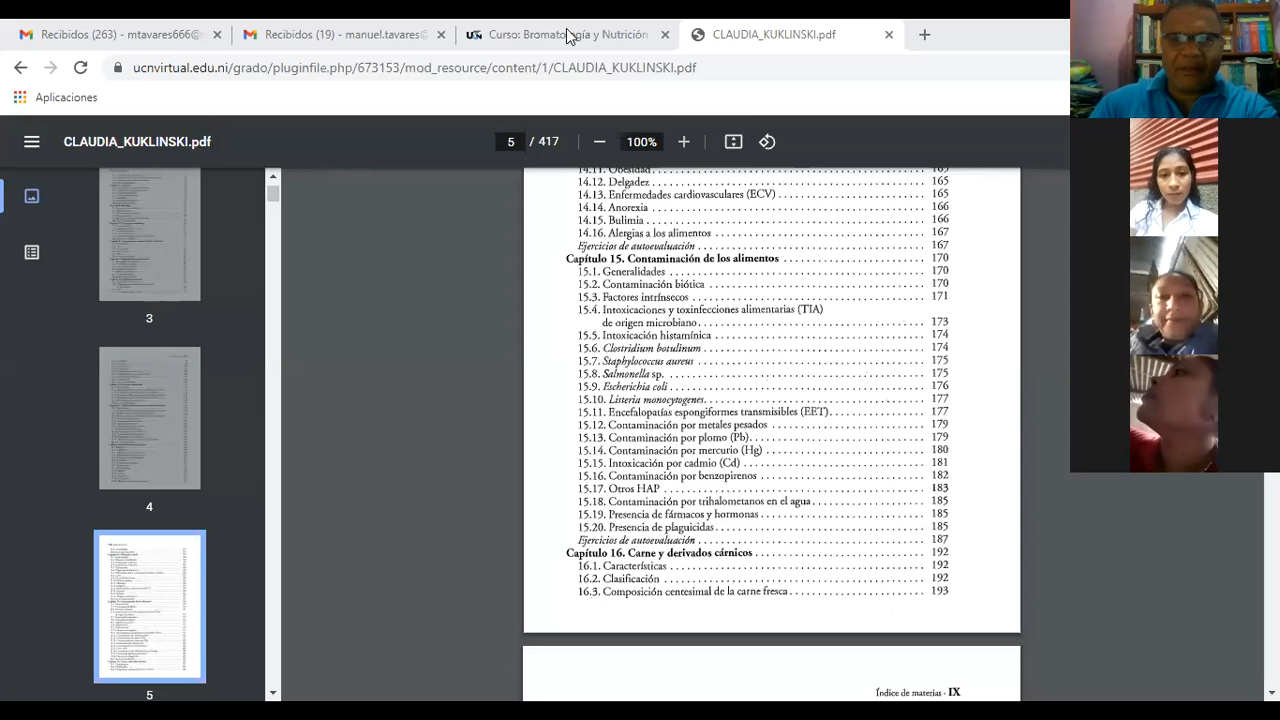 Recibidos (263) - mtavares666@
Recibidos (19) - manuel.tavares@
Curso: Bromatología y Nutrición
CLAUDIA_KUKLINSKI.pdf
ucnvirtual.edu.ni/grado/pluginfile.php/673153/mod_resource/content/1/CLAUDIA_KUKLINSKI.pdf
Aplicaciones
CLAUDIA_KUKLINSKI.pdf
5 / 417
100%
3
4
5
14.11. Obesidad 165
14.12. Delgadez 165
14.13. Enfermedades cardiovasculares (ECV) 165
14.14. Anorexia 166
14.15. Bulimia 166
14.16. Alergias a los alimentos 167
Ejercicios de autoevaluación 167
Capítulo 15. Contaminación de los alimentos 170
15.1. Generalidades 170
15.2. Contaminación biótica 170
15.3. Factores intrínsecos 171
15.4. Intoxicaciones y toxinfecciones alimentarias (TIA)
de origen microbiano 173
15.5. Intoxicación histamínica 174
15.6. Clostridium botulinum 174
15.7. Staphylococcus aureus 175
15.8. Salmonella sp. 175
15.9. Escherichia coli 176
15.10. Listeria monocytogenes 177
15.11. Encefalopatías espongiformes transmisibles (EET) 177
15.12. Contaminación por metales pesados 179
15.13. Contaminación por plomo (Pb) 179
15.14. Contaminación por mercurio (Hg) 180
15.15. Intoxicación por cadmio (Cd) 181
15.16. Contaminación por benzopirenos 182
15.17. Otros HAP 183
15.18. Contaminación por trihalometanos en el agua 185
15.19. Presencia de fármacos y hormonas 185
15.20. Presencia de plaguicidas 185
Ejercicios de autoevaluación 187
Capítulo 16. Carne y derivados cárnicos 192
16.1. Características 192
16.2. Clasificación 192
16.3. Composición centesimal de la carne fresca 193
Índice de materias - IX